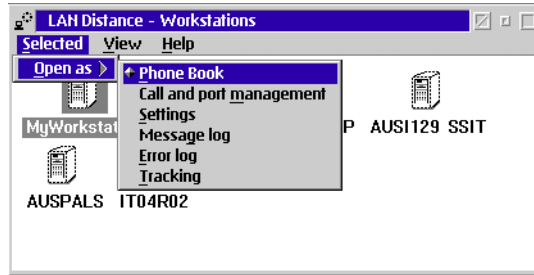 LAN Distance - Workstations
Selected View Help
Open as
Phone Book
Call and port management
Settings
Message log
Error log
Tracking
MyWorkstat
P AUSI129 SSIT
AUSPALS IT04R02